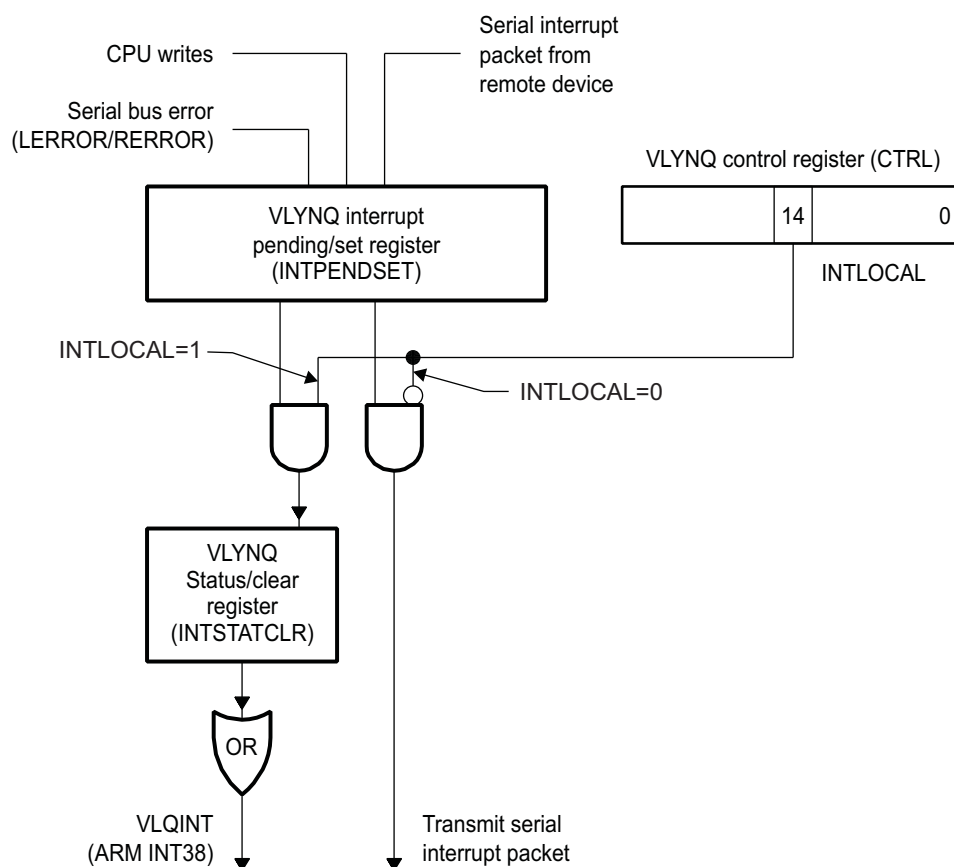 CPU writes
Serial interrupt
packet from
remote device
Serial bus error
(LERROR/RERROR)
VLYNQ control register (CTRL)
14
0
INTLOCAL
VLYNQ interrupt
pending/set register
(INTPENDSET)
INTLOCAL=1
INTLOCAL=0
VLYNQ
Status/clear
register
(INTSTATCLR)
OR
VLQINT
(ARM INT38)
Transmit serial
interrupt packet